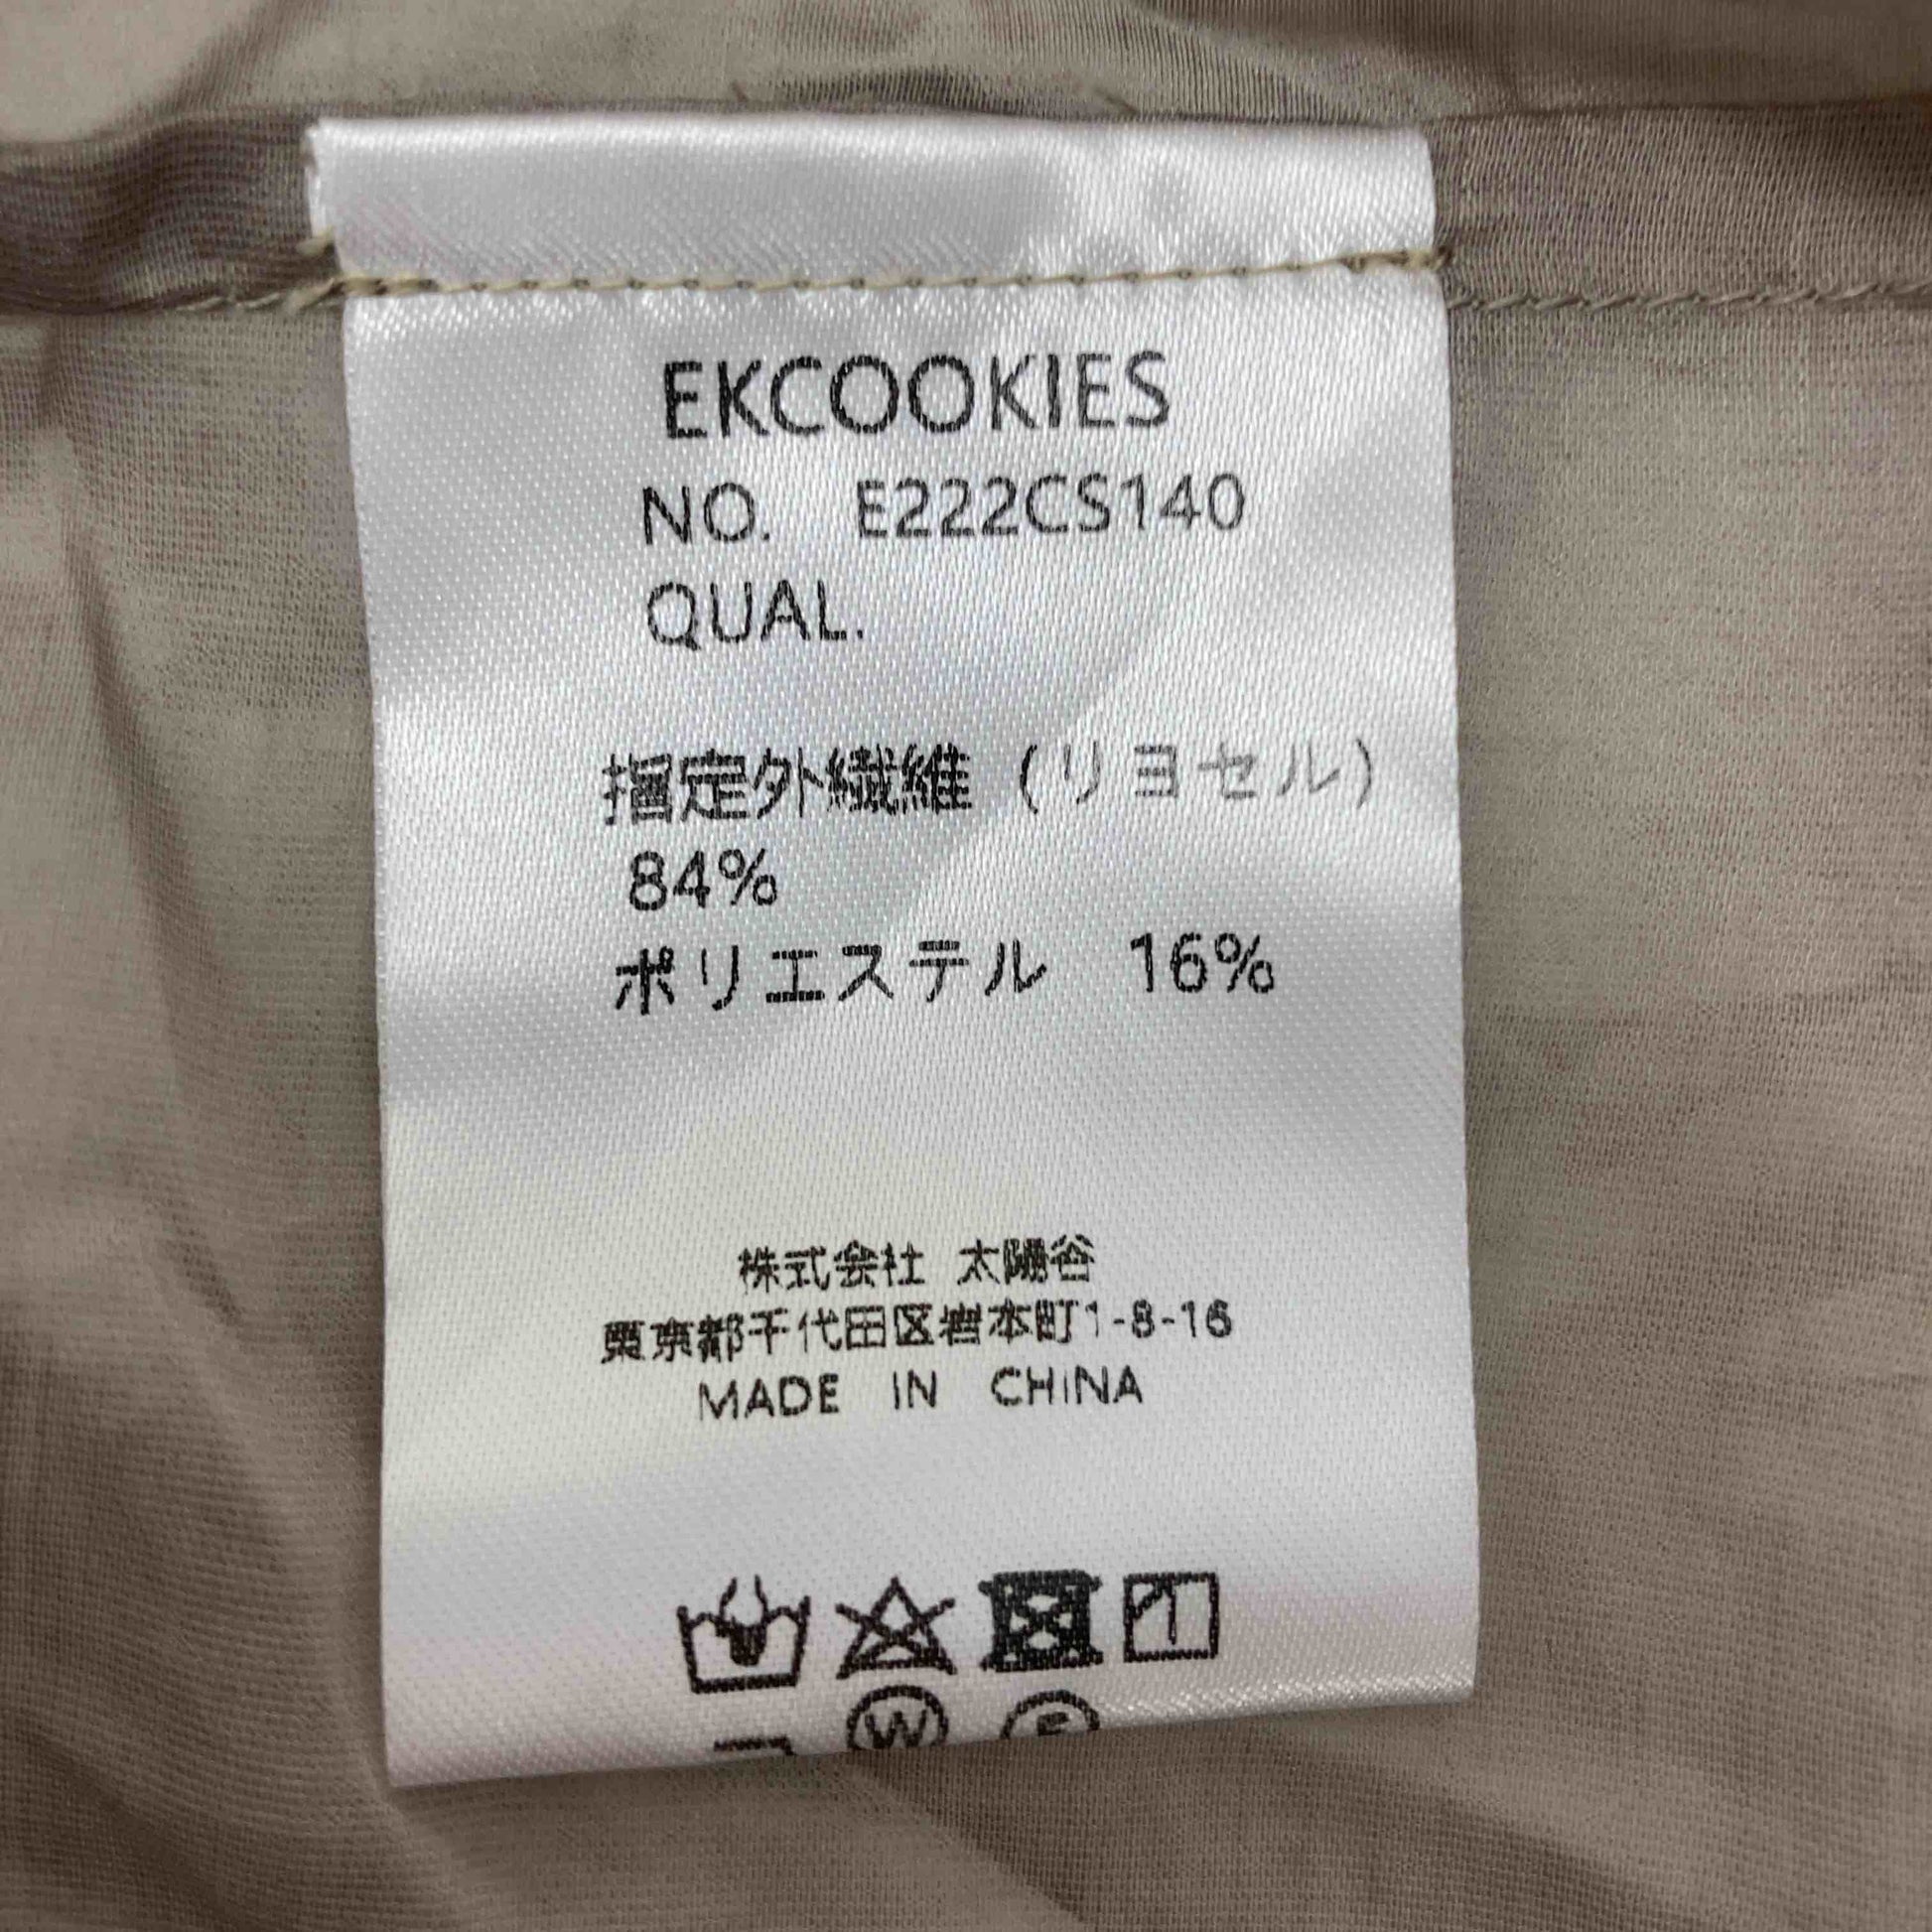 EKCOOKIES
NO. E222CS140
QUAL.
指定外繊維 (リヨセル)
84%
ポリエステル 16%
株式会社 太陽谷
東京都千代田区岩本町1-8-16
MADE IN CHINA
W